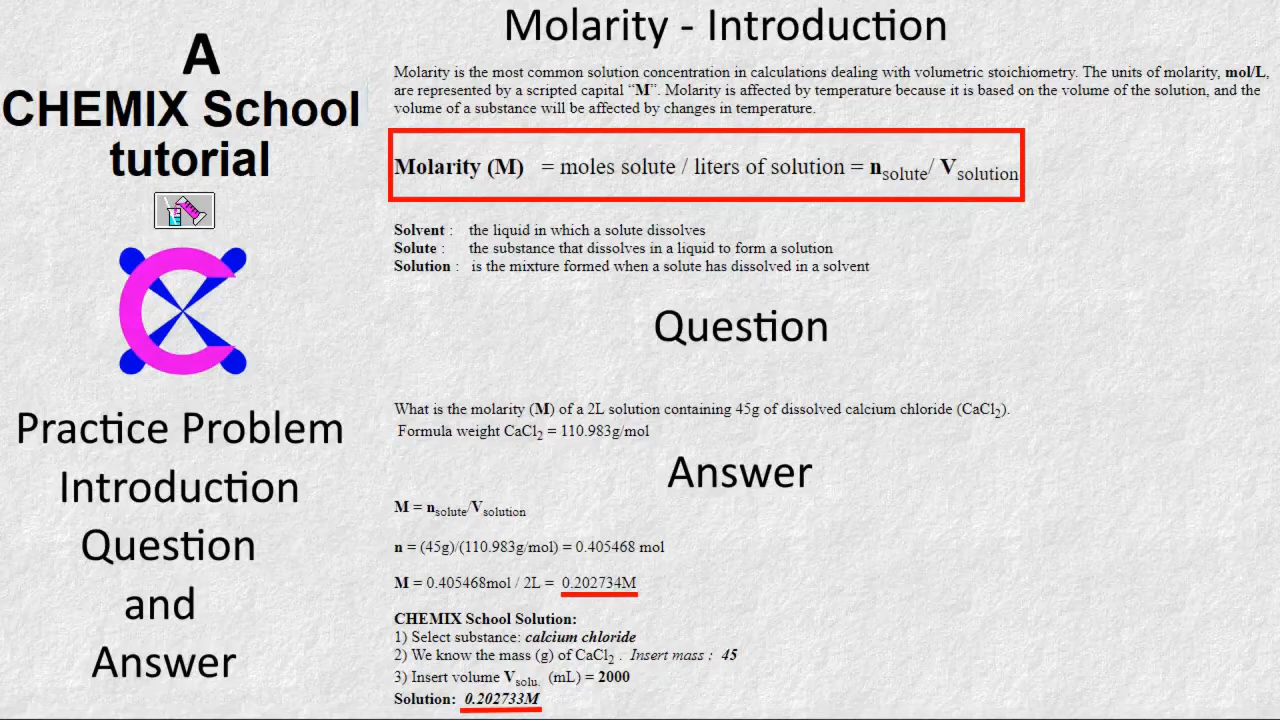 A
CHEMIX School
tutorial
Practice Problem
Introduction
Question
and
Answer
Molarity - Introduction
Molarity is the most common solution concentration in calculations dealing with volumetric stoichiometry. The units of molarity, mol/L,
are represented by a scripted capital “M”. Molarity is affected by temperature because it is based on the volume of the solution, and the
volume of a substance will be affected by changes in temperature.
Molarity (M) = moles solute / liters of solution = nsolute/ Vsolution
Solvent : the liquid in which a solute dissolves
Solute : the substance that dissolves in a liquid to form a solution
Solution : is the mixture formed when a solute has dissolved in a solvent
Question
What is the molarity (M) of a 2L solution containing 45g of dissolved calcium chloride (CaCl2).
Formula weight CaCl2 = 110.983g/mol
Answer
M = nsolute/Vsolution
n = (45g)/(110.983g/mol) = 0.405468 mol
M = 0.405468mol / 2L = 0.202734M
CHEMIX School Solution:
1) Select substance: calcium chloride
2) We know the mass (g) of CaCl2 . Insert mass : 45
3) Insert volume Vsolu. (mL) = 2000
Solution: 0.202733M